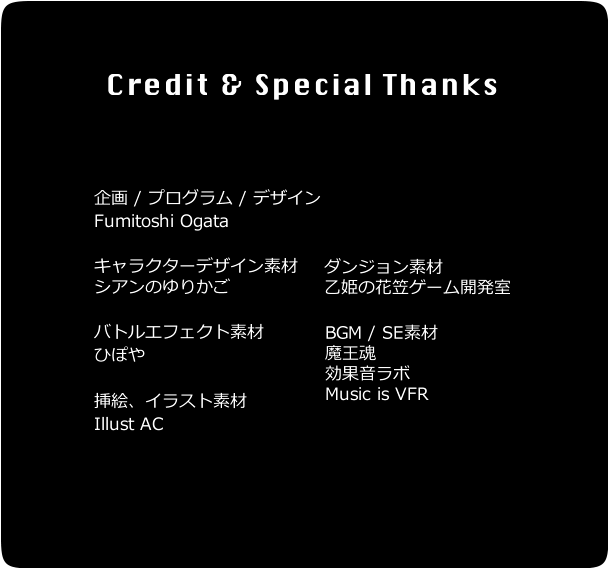 Credit & Special Thanks
企画 / プログラム / デザイン
Fumitoshi Ogata
キャラクターデザイン素材
シアンのゆりかご
バトルエフェクト素材
ひぽや
挿絵、イラスト素材
Illust AC
ダンジョン素材
乙姫の花笠ゲーム開発室
BGM / SE素材
魔王魂
効果音ラボ
Music is VFR